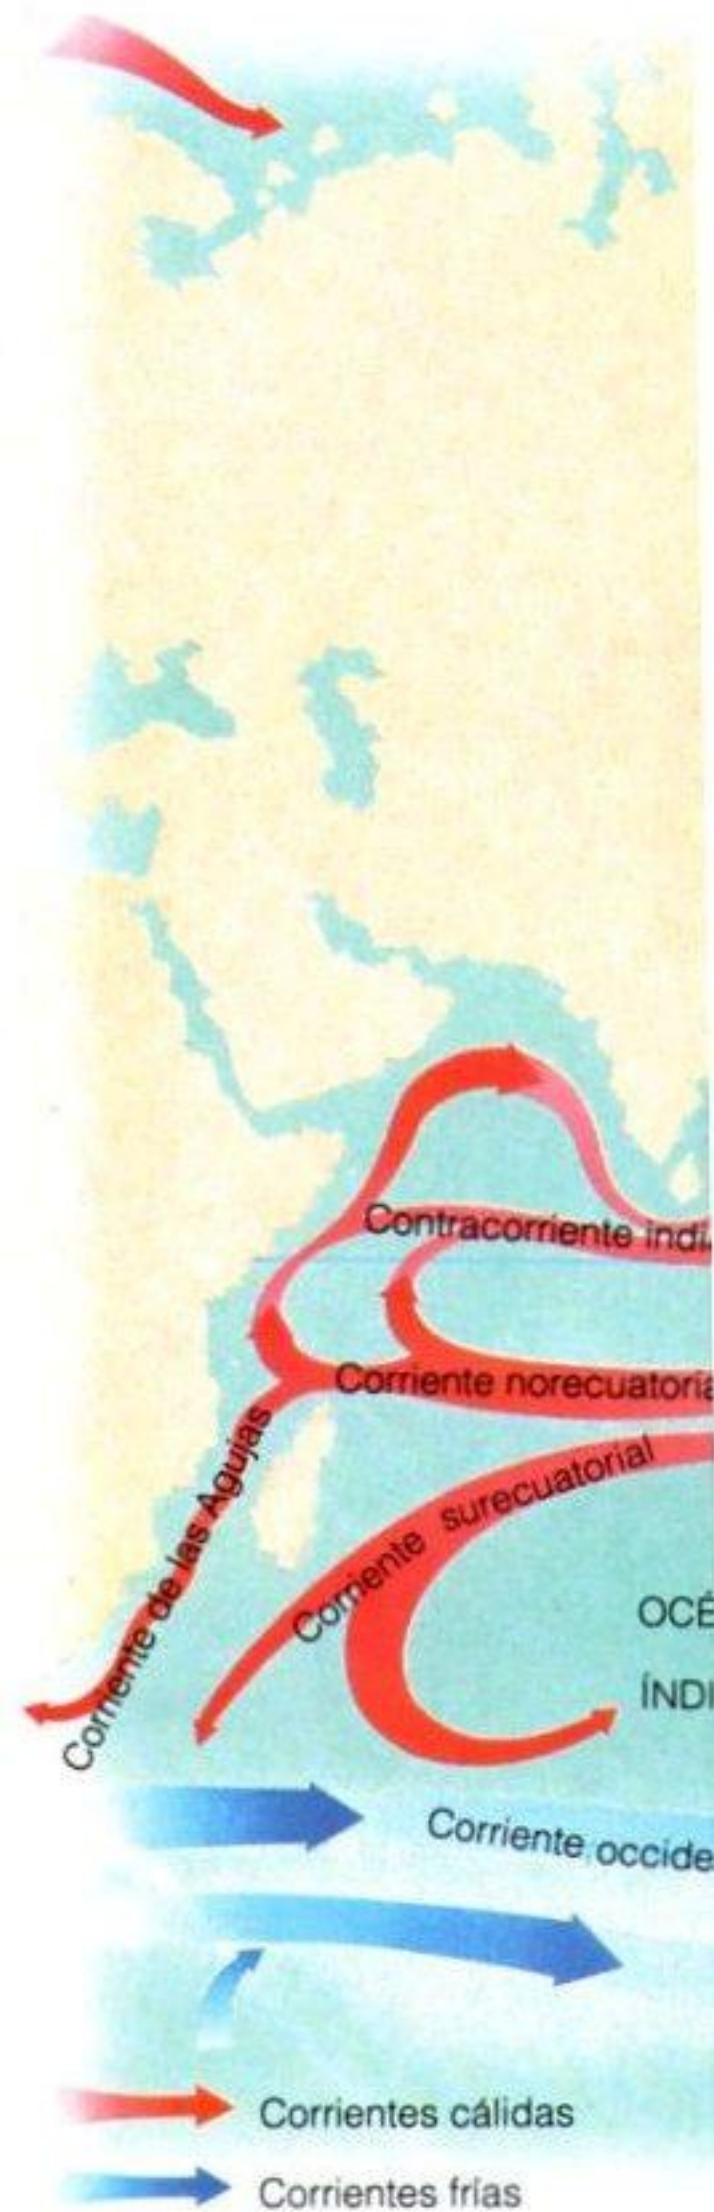 Contracorriente indi
Corriente norecuatoria
Corriente surecuatorial
Corriente de las Agujas
OCÉ
ÍNDI
Corriente occide
Corrientes cálidas
Corrientes frías